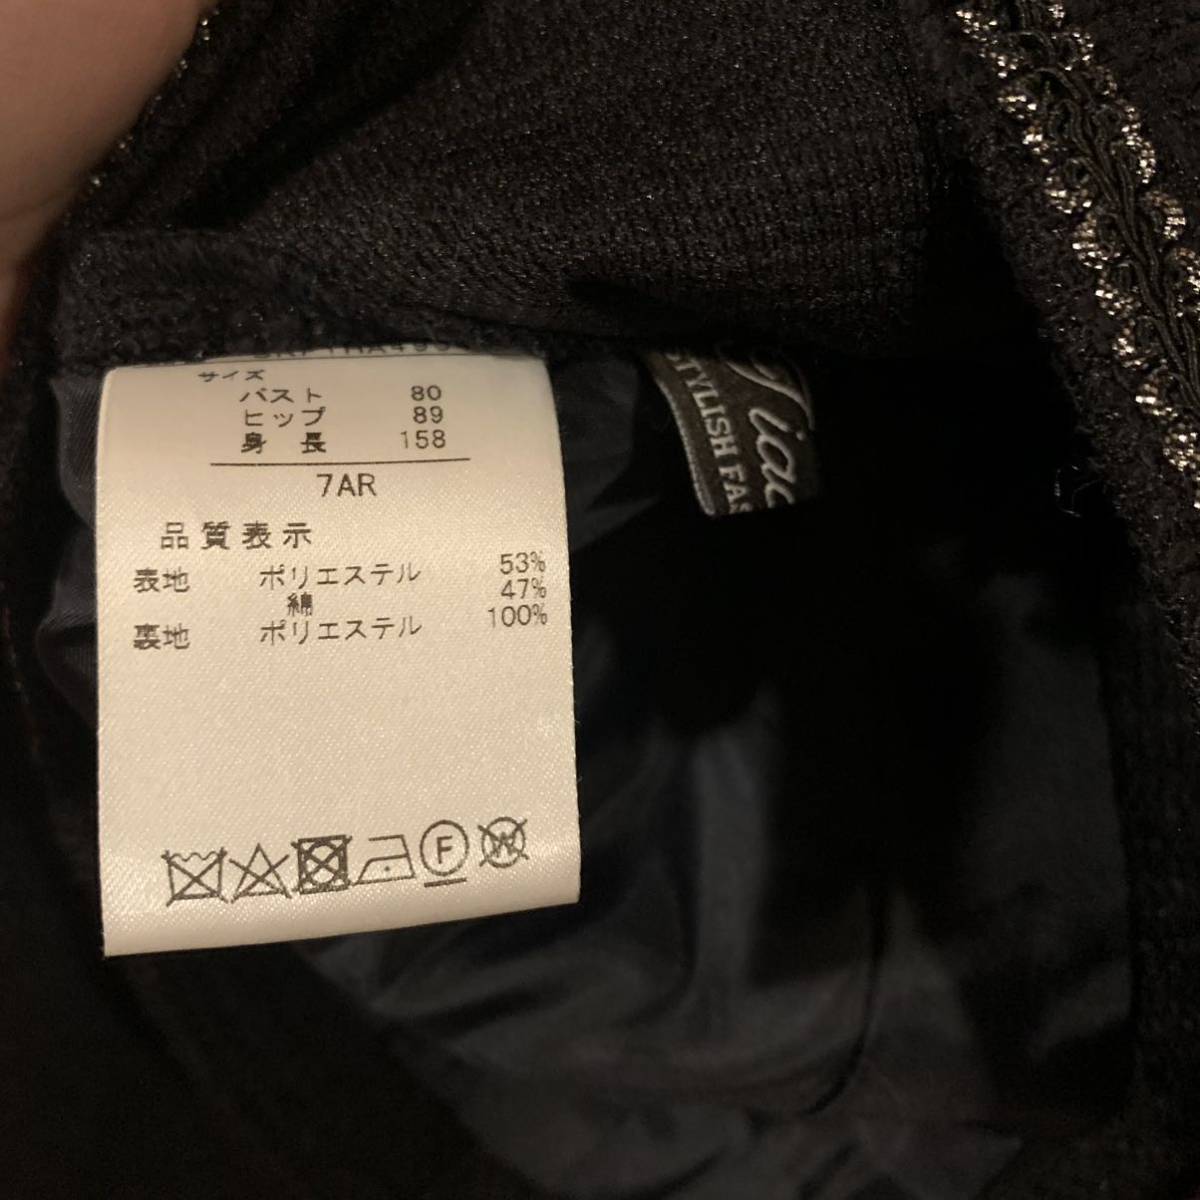 サイズ
バスト 80
ヒップ 89
身長 158
7AR
品質表示
表地 ポリエステル 53%
綿 47%
裏地 ポリエステル 100%
F
W
STYLISH